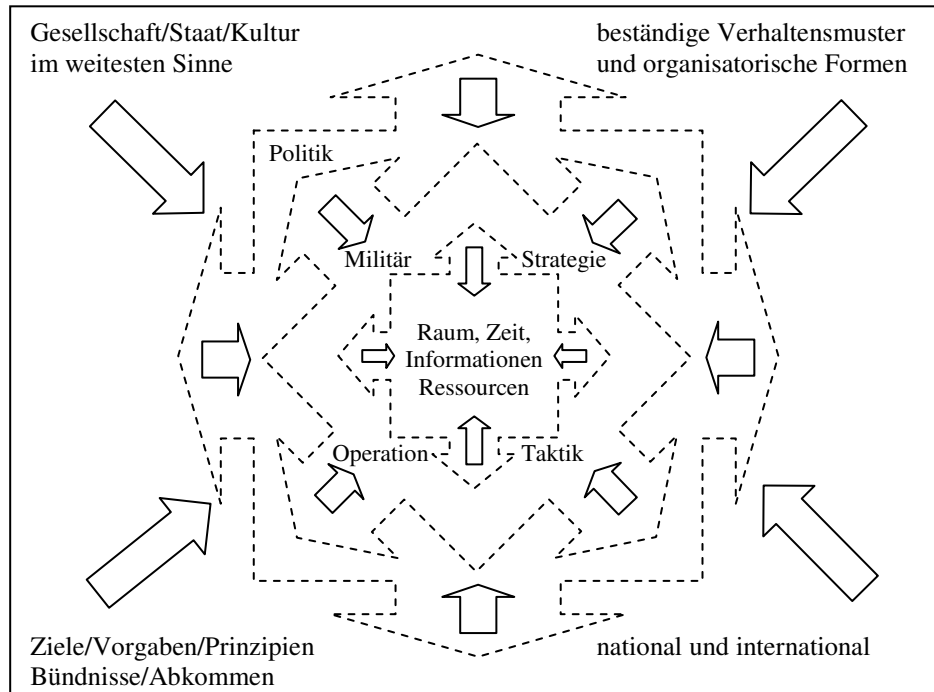 Gesellschaft/Staat/Kultur
im weitesten Sinne
beständige Verhaltensmuster
und organisatorische Formen
Politik
Militär
Strategie
Raum, Zeit,
Informationen
Ressourcen
Operation
Taktik
Ziele/Vorgaben/Prinzipien
Bündnisse/Abkommen
national und international